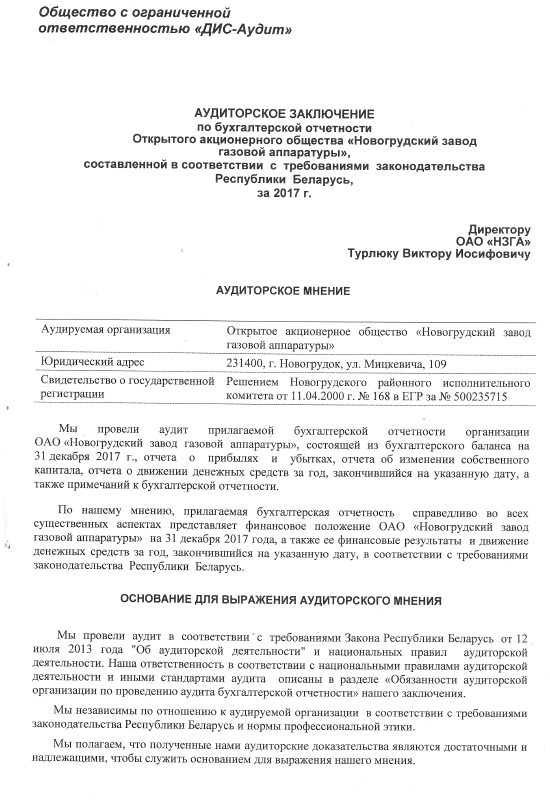 Общество с ограниченной
ответственностью «ДИС-Аудит»
АУДИТОРСКОЕ ЗАКЛЮЧЕНИЕ
по бухгалтерской отчетности
Открытого акционерного общества «Новогрудский завод
газовой аппаратуры»,
составленной в соответствии с требованиями законодательства
Республики Беларусь,
за 2017 г.
Директору
ОАО «НЗГА»
Турлюку Виктору Иосифовичу
АУДИТОРСКОЕ МНЕНИЕ
Аудируемая организация Открытое акционерное общество «Новогрудский завод
газовой аппаратуры»
Юридический адрес 231400, г. Новогрудок, ул. Мицкевича, 109
Свидетельство о государственной Решением Новогрудского районного исполнительного
регистрации комитета от 11.04.2000 г. № 168 в ЕГР за № 500235715
Мы провели аудит прилагаемой бухгалтерской отчетности организации
ОАО «Новогрудский завод газовой аппаратуры», состоящей из бухгалтерского баланса на
31 декабря 2017 г., отчета о прибылях и убытках, отчета об изменении собственного
капитала, отчета о движении денежных средств за год, закончившийся на указанную дату, а
также примечаний к бухгалтерской отчетности.
По нашему мнению, прилагаемая бухгалтерская отчетность справедливо во всех
существенных аспектах представляет финансовое положение ОАО «Новогрудский завод
газовой аппаратуры» на 31 декабря 2017 года, а также ее финансовые результаты и движение
денежных средств за год, закончившийся на указанную дату, в соответствии с требованиями
законодательства Республики Беларусь.
ОСНОВАНИЕ ДЛЯ ВЫРАЖЕНИЯ АУДИТОРСКОГО МНЕНИЯ
Мы провели аудит в соответствии с требованиями Закона Республики Беларусь от 12
июля 2013 года "Об аудиторской деятельности" и национальных правил аудиторской
деятельности. Наша ответственность в соответствии с национальными правилами аудиторской
деятельности и иными стандартами аудита описаны в разделе «Обязанности аудиторской
организации по проведению аудита бухгалтерской отчетности» нашего заключения.
Мы независимы по отношению к аудируемой организации в соответствии с требованиями
законодательства Республики Беларусь и нормы профессиональной этики.
Мы полагаем, что полученные нами аудиторские доказательства являются достаточными и
надлежащими, чтобы служить основанием для выражения нашего мнения.